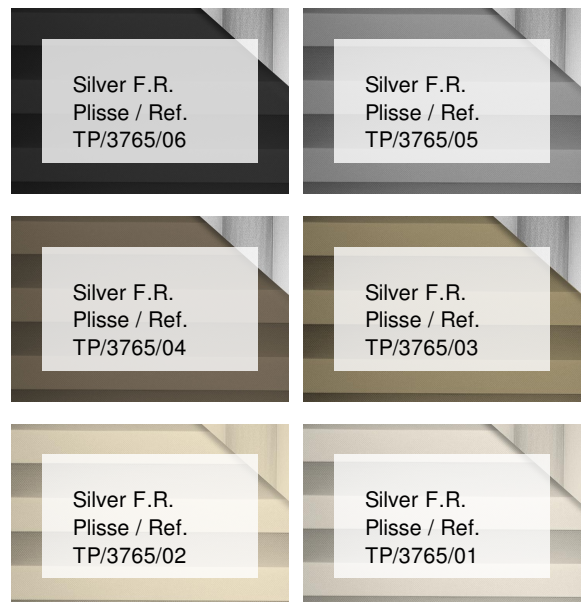 Silver F.R.
Plisse / Ref.
TP/3765/06
Silver F.R.
Plisse / Ref.
TP/3765/05
Silver F.R.
Plisse / Ref.
TP/3765/04
Silver F.R.
Plisse / Ref.
TP/3765/03
Silver F.R.
Plisse / Ref.
TP/3765/02
Silver F.R.
Plisse / Ref.
TP/3765/01